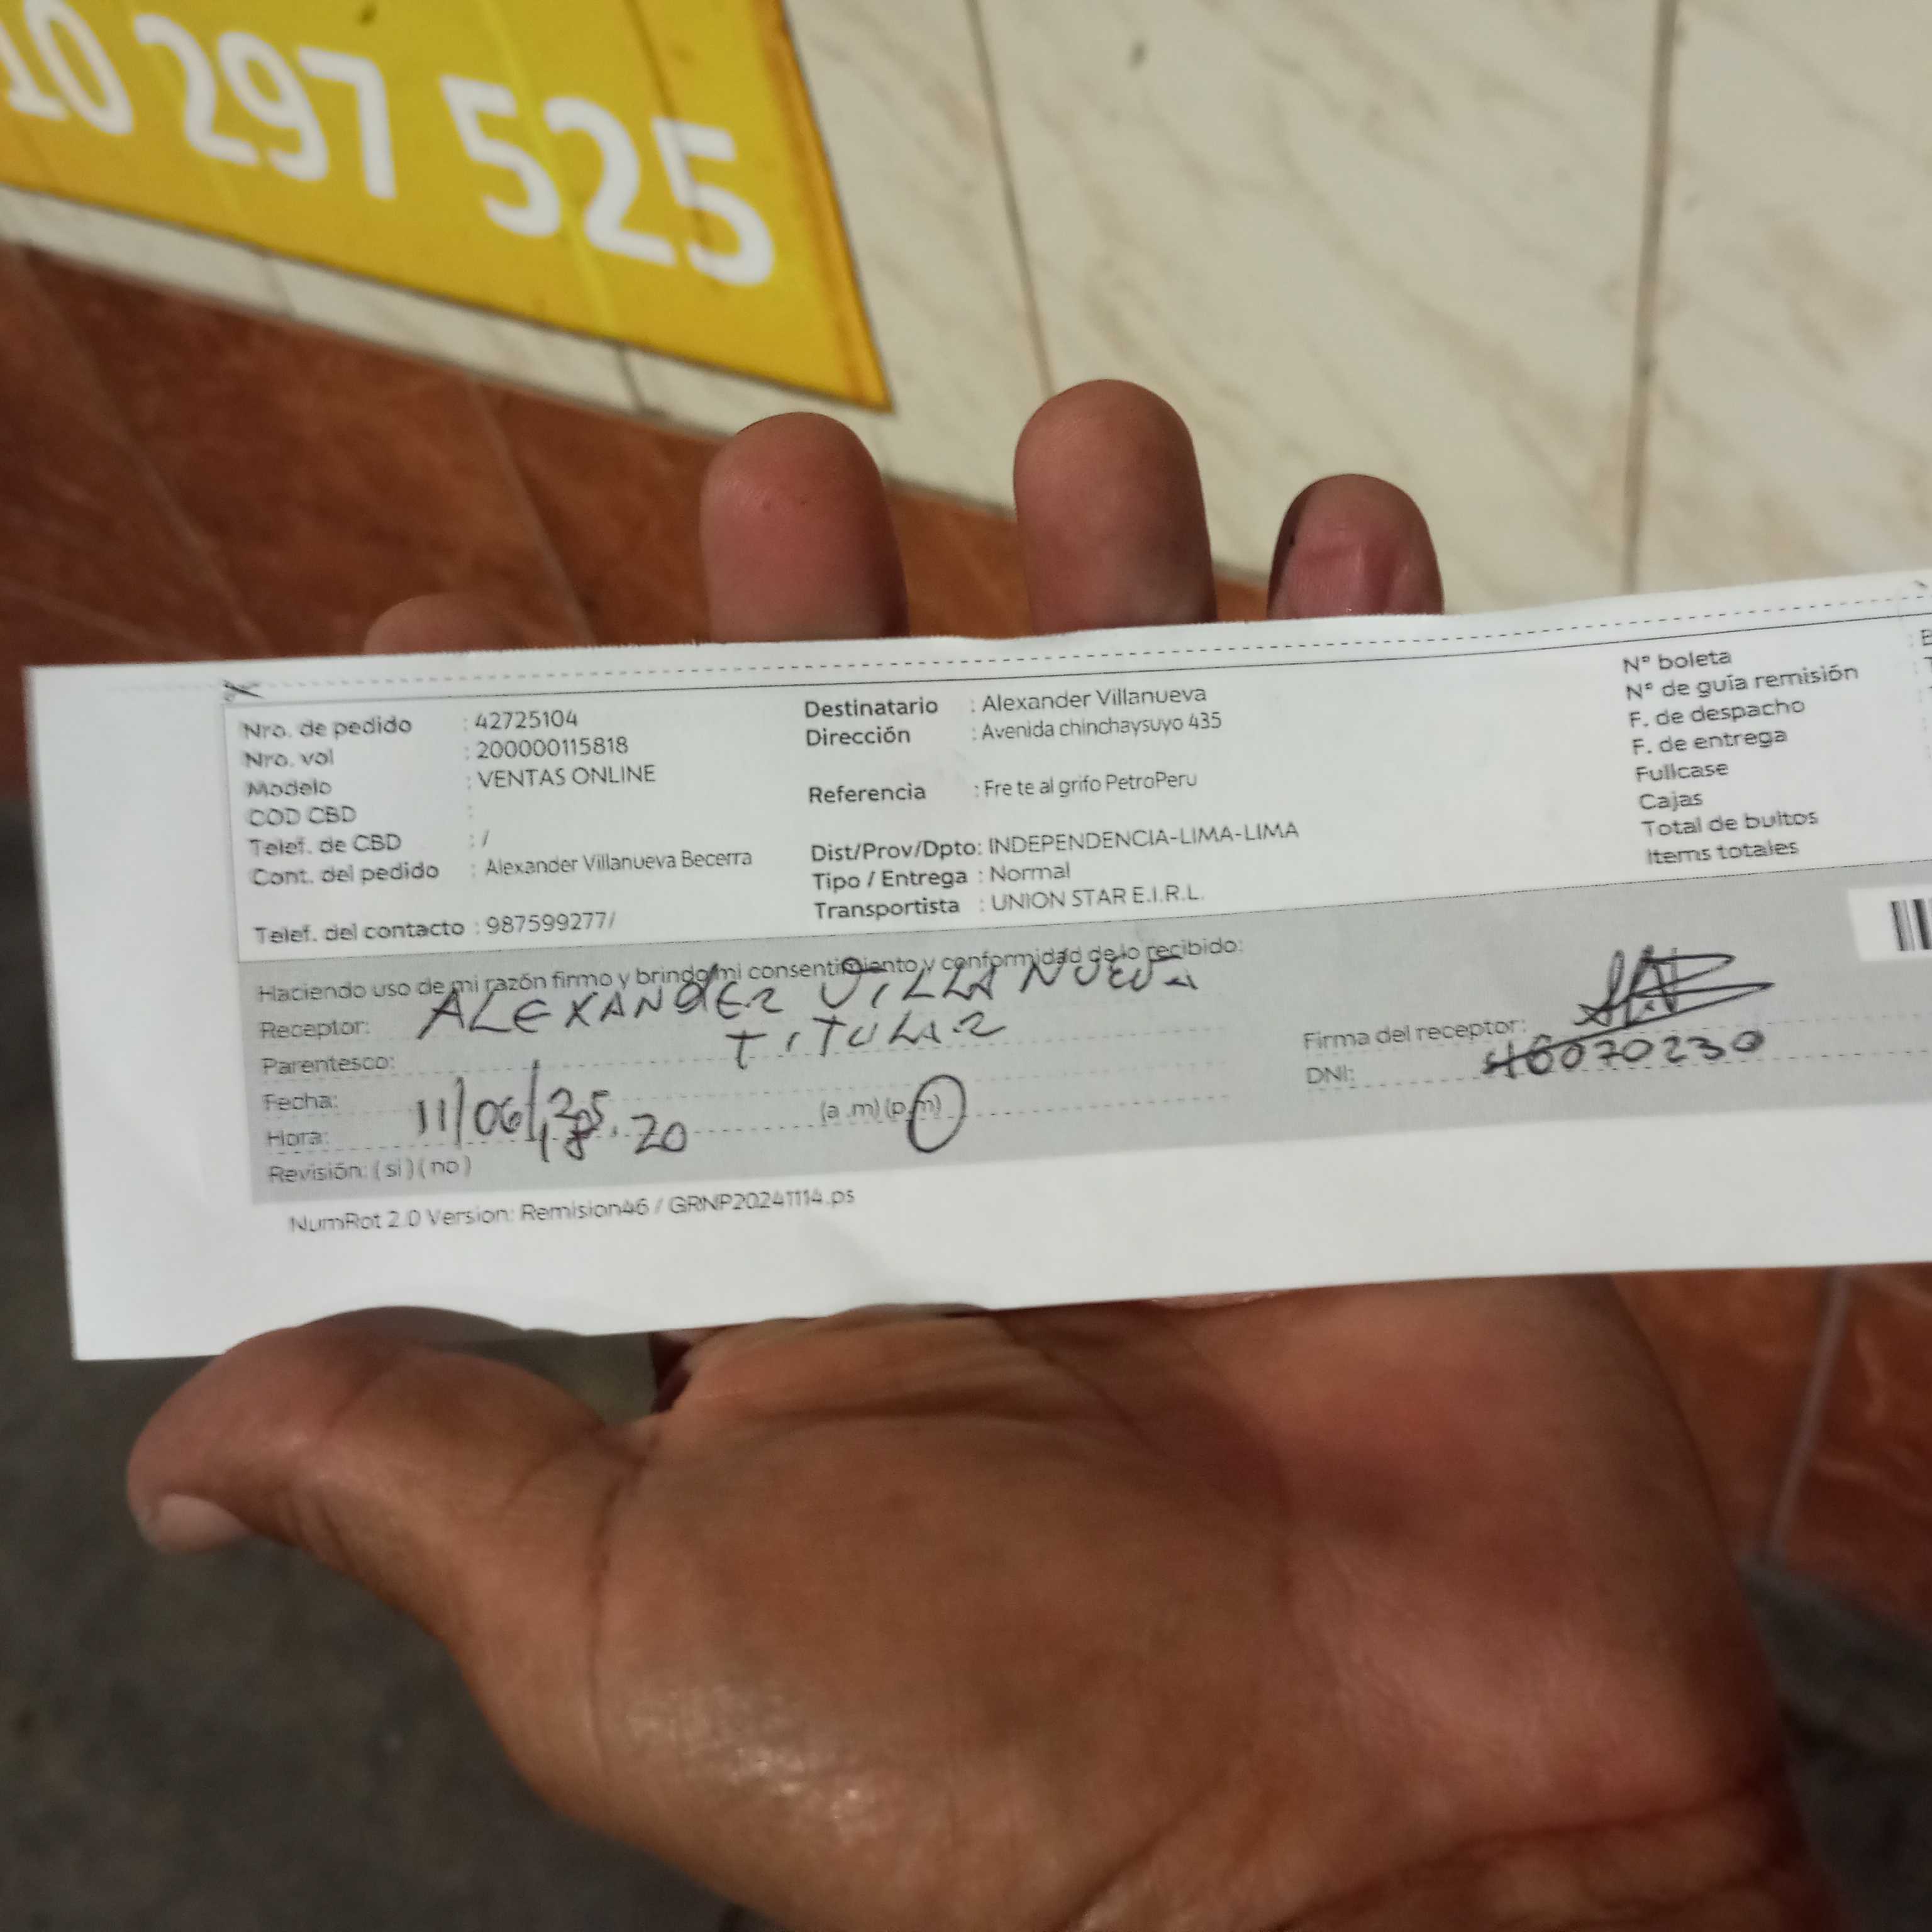 10 297 525
Nro. de pedido : 42725104
Nro. vol : 200000115818
Modelo : VENTAS ONLINE
COD CBD :
Telef. de CBD : /
Cont. del pedido : Alexander Villanueva Becerra
Telef. del contacto : 987599277/
Destinatario : Alexander Villanueva
Dirección : Avenida chinchaysuyo 435
Referencia : Fre te al grifo PetroPeru
Dist/Prov/Dpto: INDEPENDENCIA-LIMA-LIMA
Tipo / Entrega : Normal
Transportista : UNION STAR E.I.R.L.
N° boleta
N° de guía remisión
F. de despacho
F. de entrega
Fullcase
Cajas
Total de bultos
Items totales
Haciendo uso de mi razón firmo y brindo mi consentimiento y conformidad de lo recibido:
Receptor: ALEXANDER VILLANUEVA
Parentesco: TITULAR
Fecha: 11/06/25
Hora: 20 (a .m) (p.m)
Revisión: ( si ) ( no )
Firma del receptor:
DNI: 46070230
NumRot 2.0 Version: Remision46 / GRNP20241114.ps